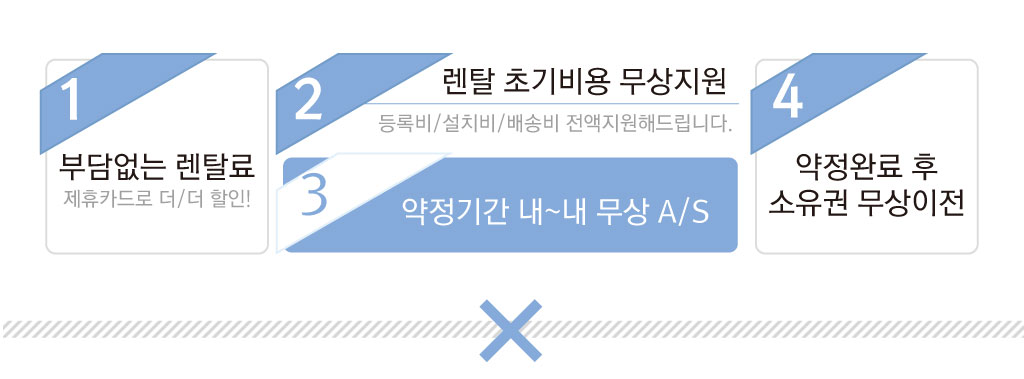 1
부담없는 렌탈료
제휴카드로 더/더 할인!
2
렌탈 초기비용 무상지원
등록비/설치비/배송비 전액지원해드립니다.
3
약정기간 내~내 무상 A/S
4
약정완료 후
소유권 무상이전